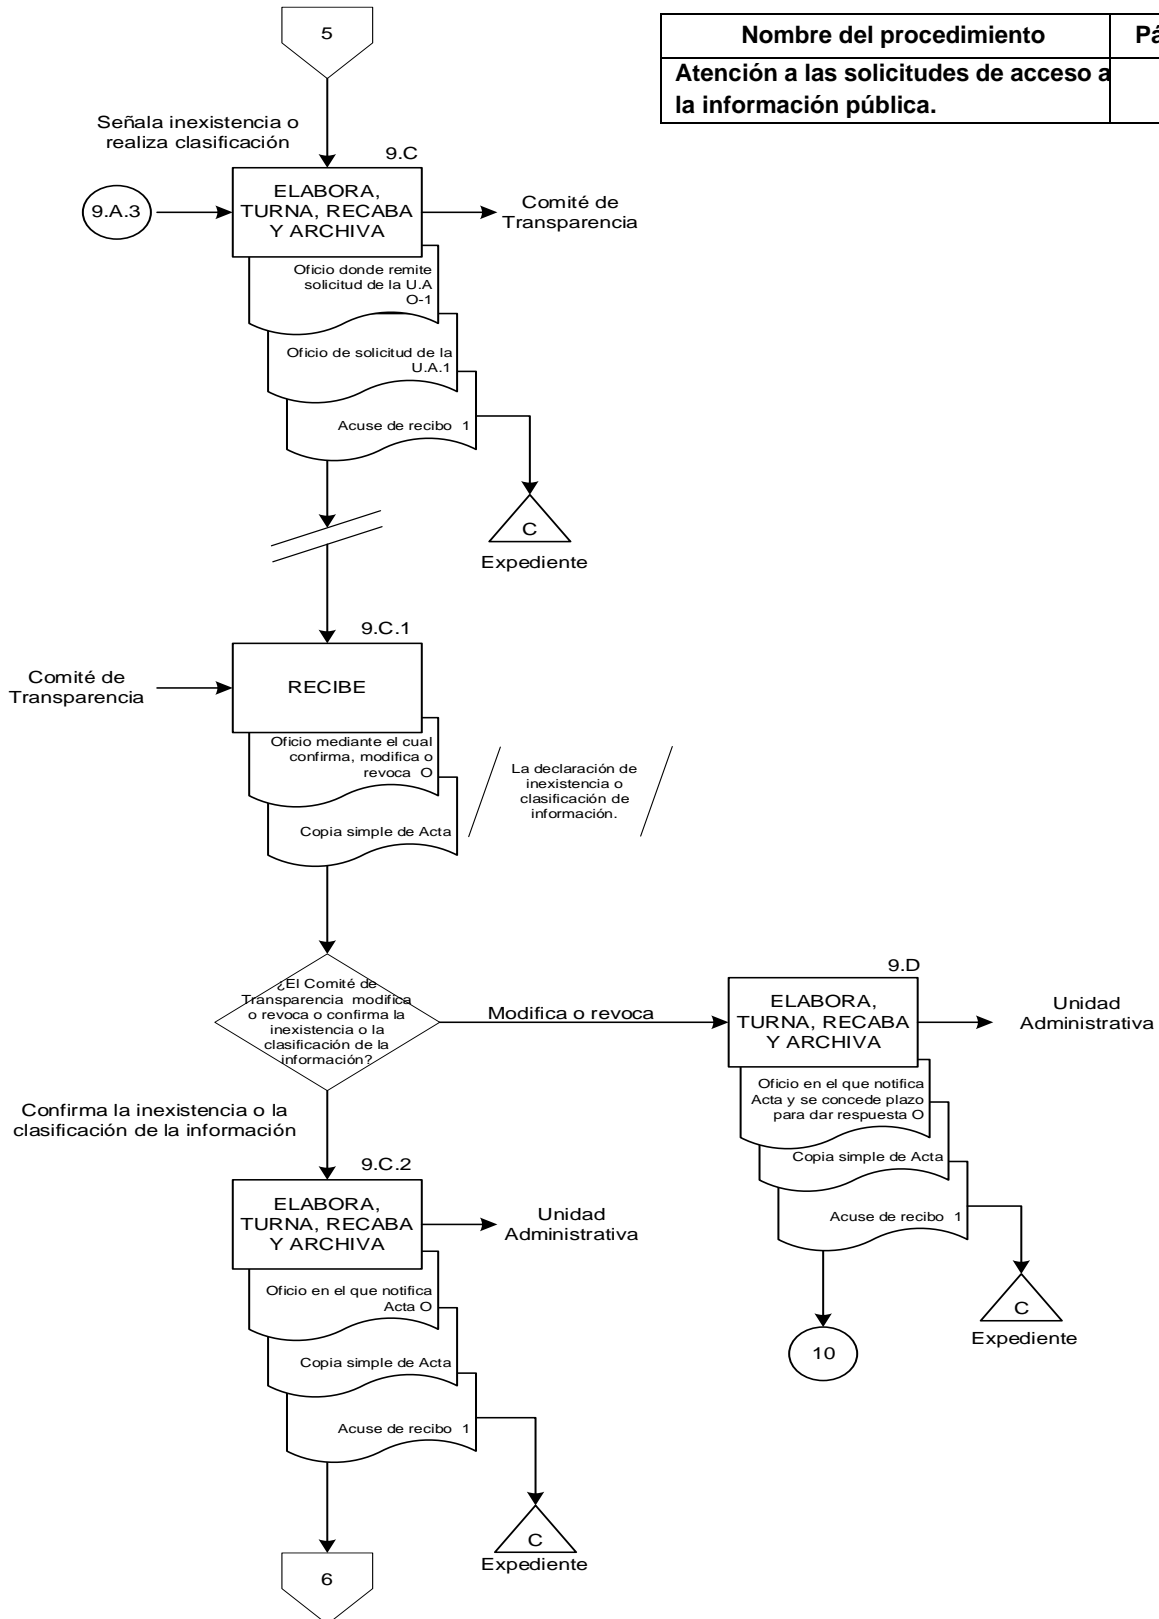 5
Nombre del procedimiento
Pá
Atención a las solicitudes de acceso a
la información pública.
Señala inexistencia o
realiza clasificación
9.C
9.A.3
ELABORA,
TURNA, RECABA
Y ARCHIVA
Comité de
Transparencia
Oficio donde remite
solicitud de la U.A
O-1
Oficio de solicitud de la
U.A.1
Acuse de recibo 1
C
Expediente
9.C.1
Comité de
Transparencia
RECIBE
Oficio mediante el cual
confirma, modifica o
revoca O
Copia simple de Acta
La declaración de
inexistencia o
clasificación de
información.
¿El Comité de
Transparencia modifica
o revoca o confirma la
inexistencia o la
clasificación de la
información?
Modifica o revoca
9.D
ELABORA,
TURNA, RECABA
Y ARCHIVA
Unidad
Administrativa
Oficio en el que notifica
Acta y se concede plazo
para dar respuesta O
Copia simple de Acta
Acuse de recibo 1
C
Expediente
10
Confirma la inexistencia o la
clasificación de la información
9.C.2
ELABORA,
TURNA, RECABA
Y ARCHIVA
Unidad
Administrativa
Oficio en el que notifica
Acta O
Copia simple de Acta
Acuse de recibo 1
C
Expediente
6